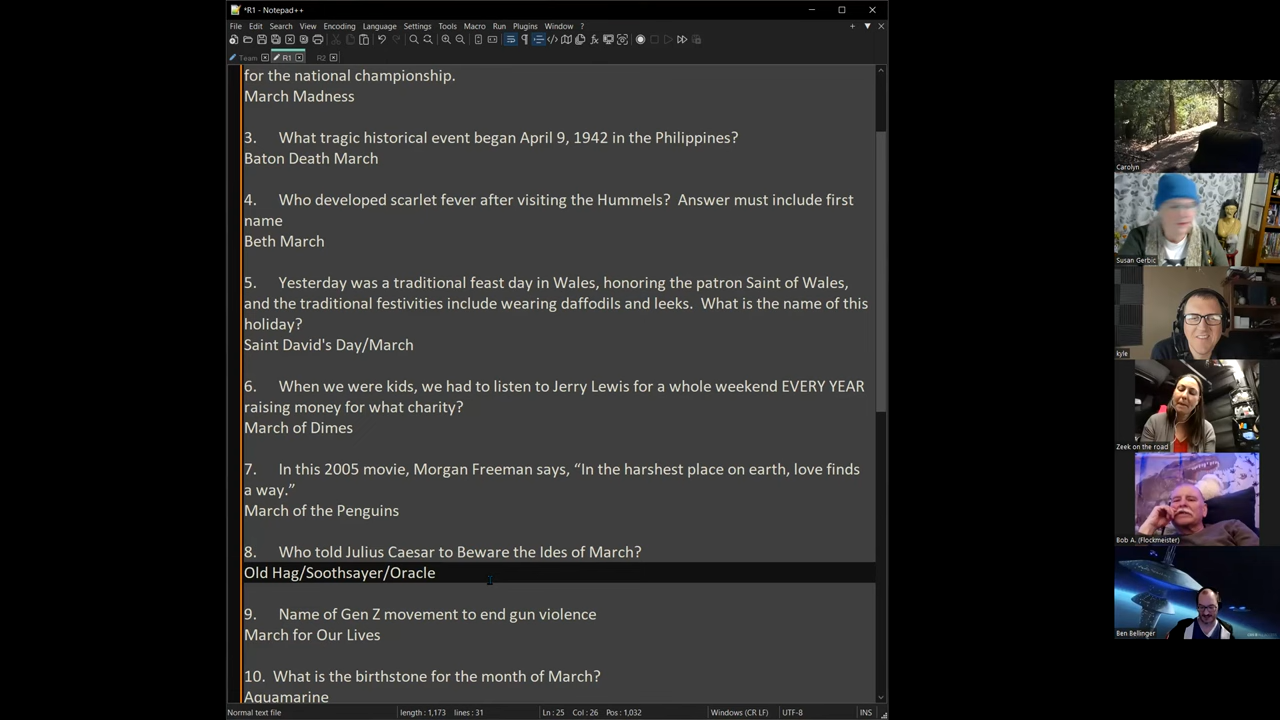 *R1 - Notepad++
File Edit Search View Encoding Language Settings Tools Macro Run Plugins Window ?
Team R1 R2
for the national championship.
March Madness
3. What tragic historical event began April 9, 1942 in the Philippines?
Baton Death March
4. Who developed scarlet fever after visiting the Hummels? Answer must include first
name
Beth March
5. Yesterday was a traditional feast day in Wales, honoring the patron Saint of Wales,
and the traditional festivities include wearing daffodils and leeks. What is the name of this
holiday?
Saint David's Day/March
6. When we were kids, we had to listen to Jerry Lewis for a whole weekend EVERY YEAR
raising money for what charity?
March of Dimes
7. In this 2005 movie, Morgan Freeman says, “In the harshest place on earth, love finds
a way.”
March of the Penguins
8. Who told Julius Caesar to Beware the Ides of March?
Old Hag/Soothsayer/Oracle
9. Name of Gen Z movement to end gun violence
March for Our Lives
10. What is the birthstone for the month of March?
Aquamarine
Normal text file length : 1,173 lines : 31 Ln : 25 Col : 26 Pos : 1,032 Windows (CR LF) UTF-8 INS
Carolyn
Susan Gerbic
kyle
Zeek on the road
Bob A. (Flockmeister)
Ben Bellinger